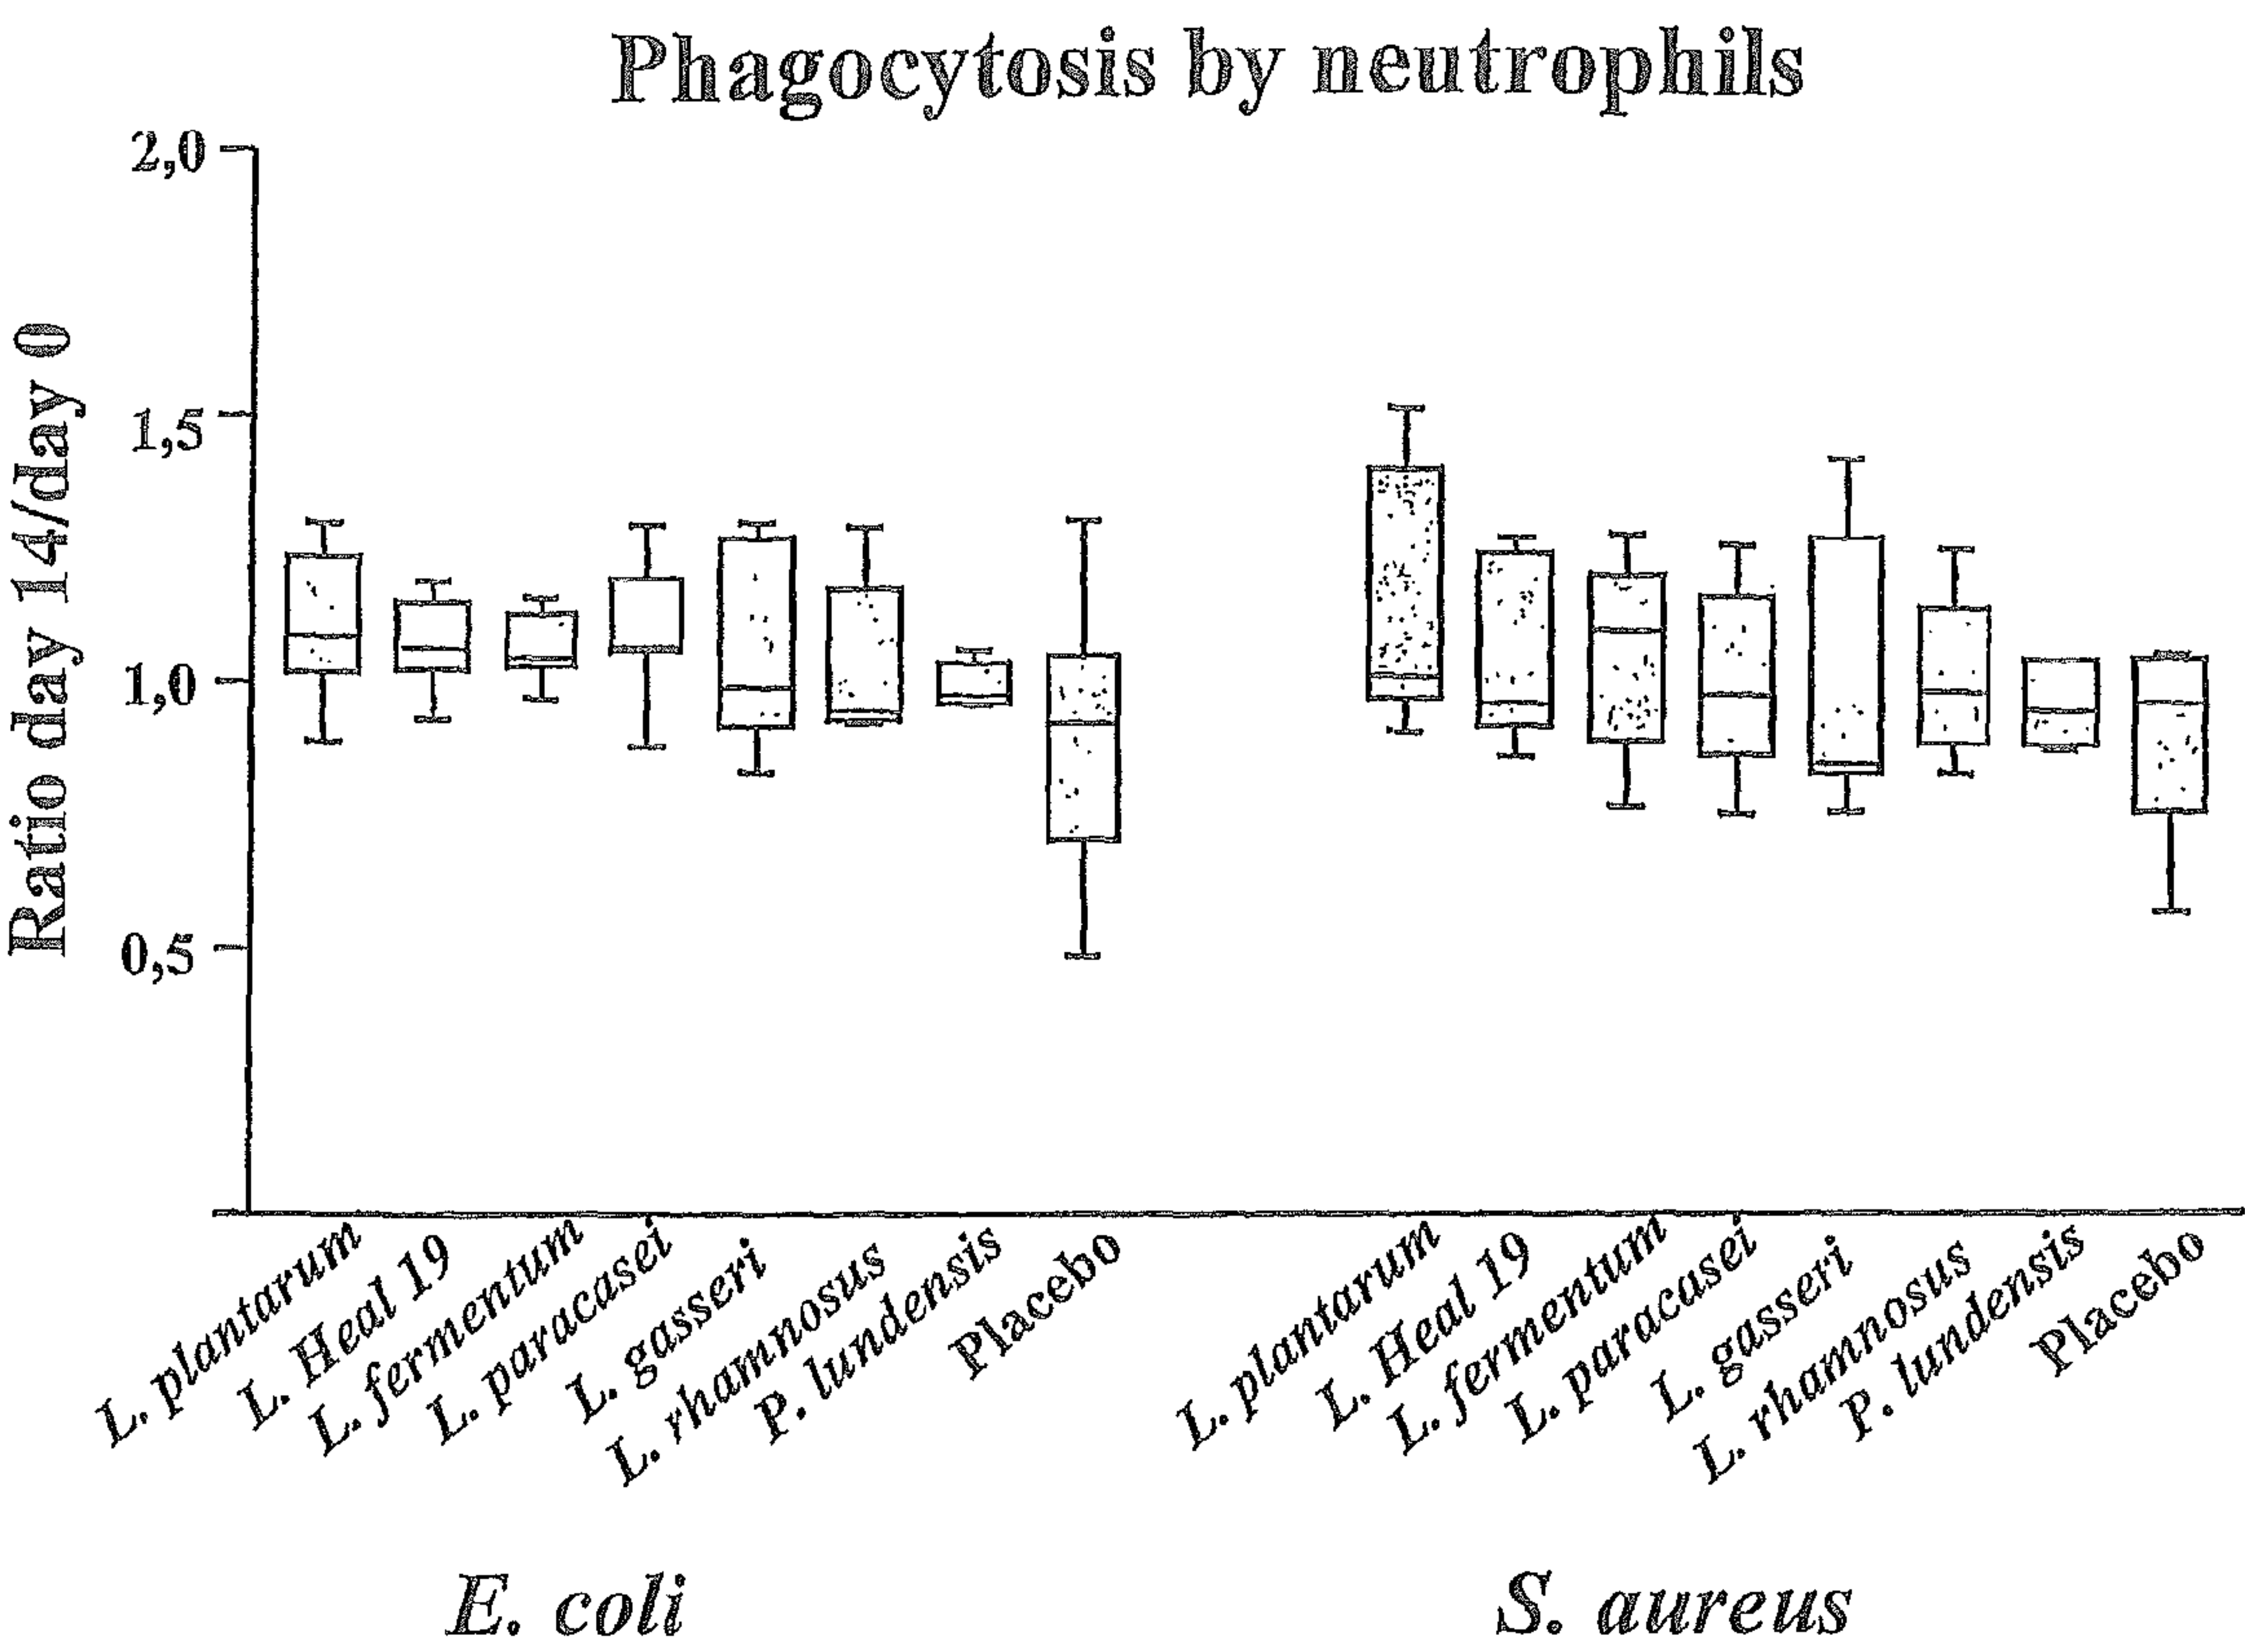 Phagocytosis by neutrophils
Ratio day 14/day 0
2,0
1,5
1,0
0,5
L. plantarum
L. Heal 19
L. fermentum
L. paracasei
L. gasseri
L. rhamnosus
P. lundensis
Placebo
L. plantarum
L. Heal 19
L. fermentum
L. paracasei
L. gasseri
L. rhamnosus
P. lundensis
Placebo
E. coli
S. aureus